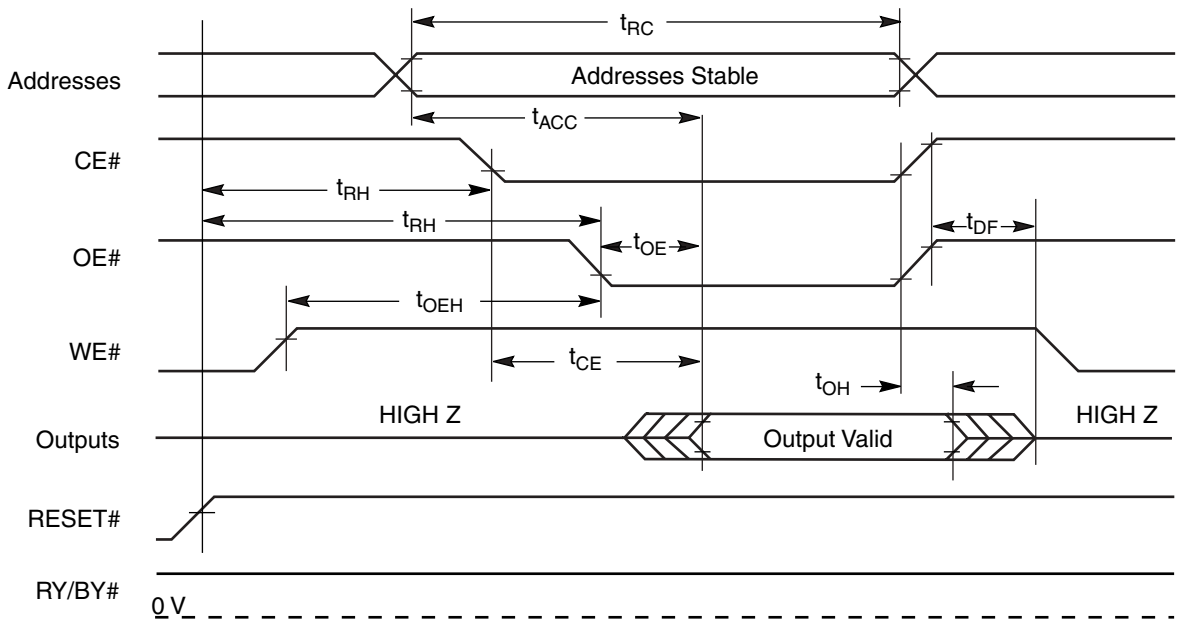 tRC
Addresses
Addresses Stable
tACC
CE#
tRH
tRH
tDF
OE#
tOE
tOEH
WE#
tCE
tOH
HIGH Z
HIGH Z
Outputs
Output Valid
RESET#
RY/BY#
0 V